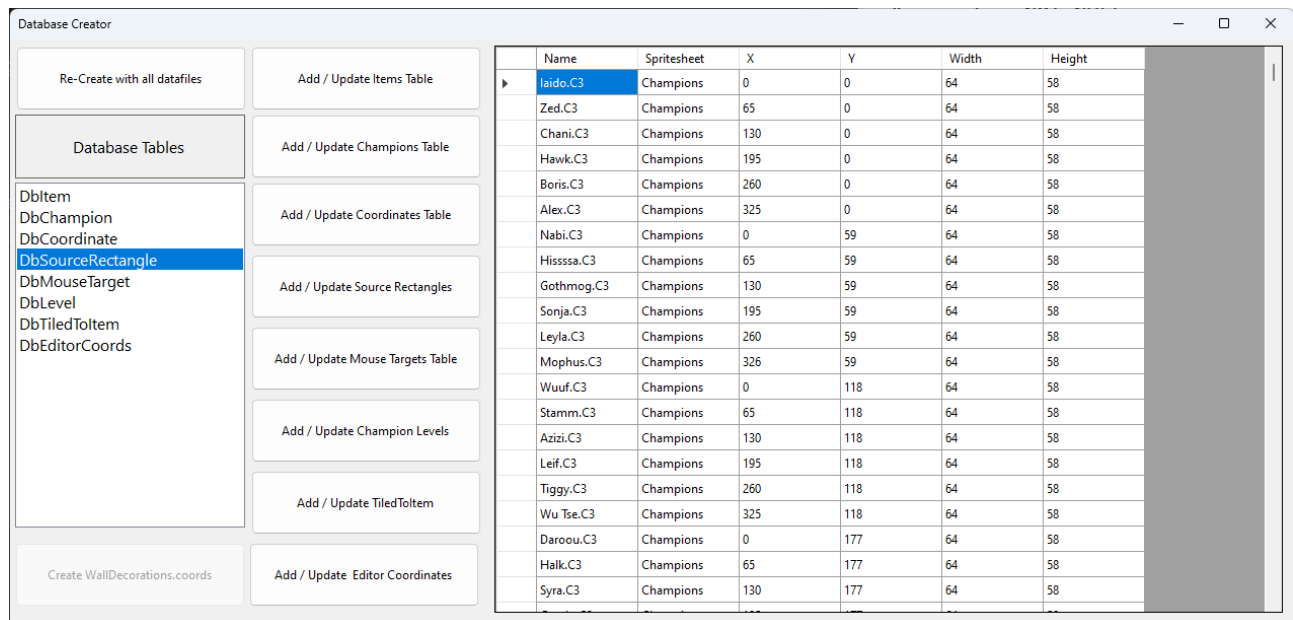 Database Creator
Re-Create with all datafiles
Database Tables
DbItem
DbChampion
DbCoordinate
DbSourceRectangle
DbMouseTarget
DbLevel
DbTiledToItem
DbEditorCoords
Create WallDecorations.coords
Add / Update Items Table
Add / Update Champions Table
Add / Update Coordinates Table
Add / Update Source Rectangles
Add / Update Mouse Targets Table
Add / Update Champion Levels
Add / Update TiledToItem
Add / Update Editor Coordinates
Name Spritesheet X Y Width Height
Iaido.C3 Champions 0 0 64 58
Zed.C3 Champions 65 0 64 58
Chani.C3 Champions 130 0 64 58
Hawk.C3 Champions 195 0 64 58
Boris.C3 Champions 260 0 64 58
Alex.C3 Champions 325 0 64 58
Nabi.C3 Champions 0 59 64 58
Hissssa.C3 Champions 65 59 64 58
Gothmog.C3 Champions 130 59 64 58
Sonja.C3 Champions 195 59 64 58
Leyla.C3 Champions 260 59 64 58
Mophus.C3 Champions 326 59 64 58
Wuuf.C3 Champions 0 118 64 58
Stamm.C3 Champions 65 118 64 58
Azizi.C3 Champions 130 118 64 58
Leif.C3 Champions 195 118 64 58
Tiggy.C3 Champions 260 118 64 58
Wu Tse.C3 Champions 325 118 64 58
Daroou.C3 Champions 0 177 64 58
Halk.C3 Champions 65 177 64 58
Syra.C3 Champions 130 177 64 58